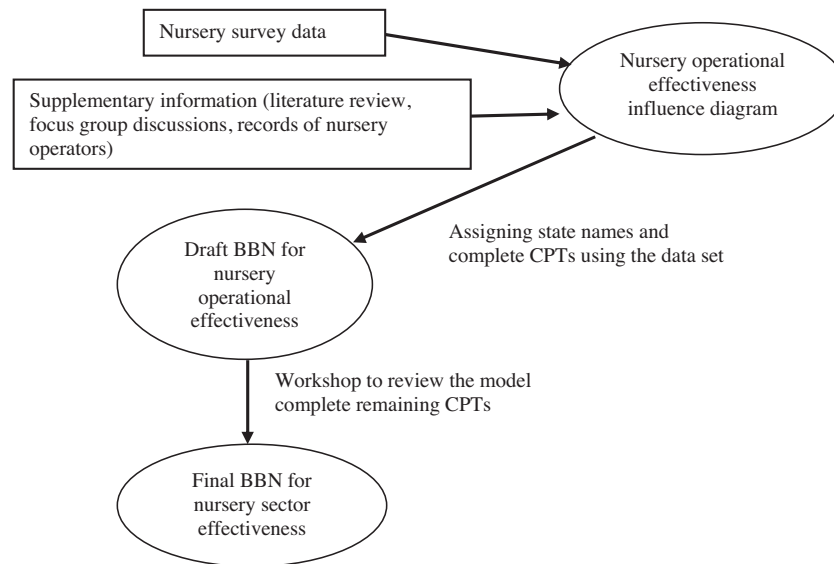 Nursery survey data
Nursery operational
effectiveness
influence diagram
Supplementary information (literature review,
focus group discussions, records of nursery
operators)
Assigning state names and
complete CPTs using the data set
Draft BBN for
nursery
operational
effectiveness
Workshop to review the model
complete remaining CPTs
Final BBN for
nursery sector
effectiveness